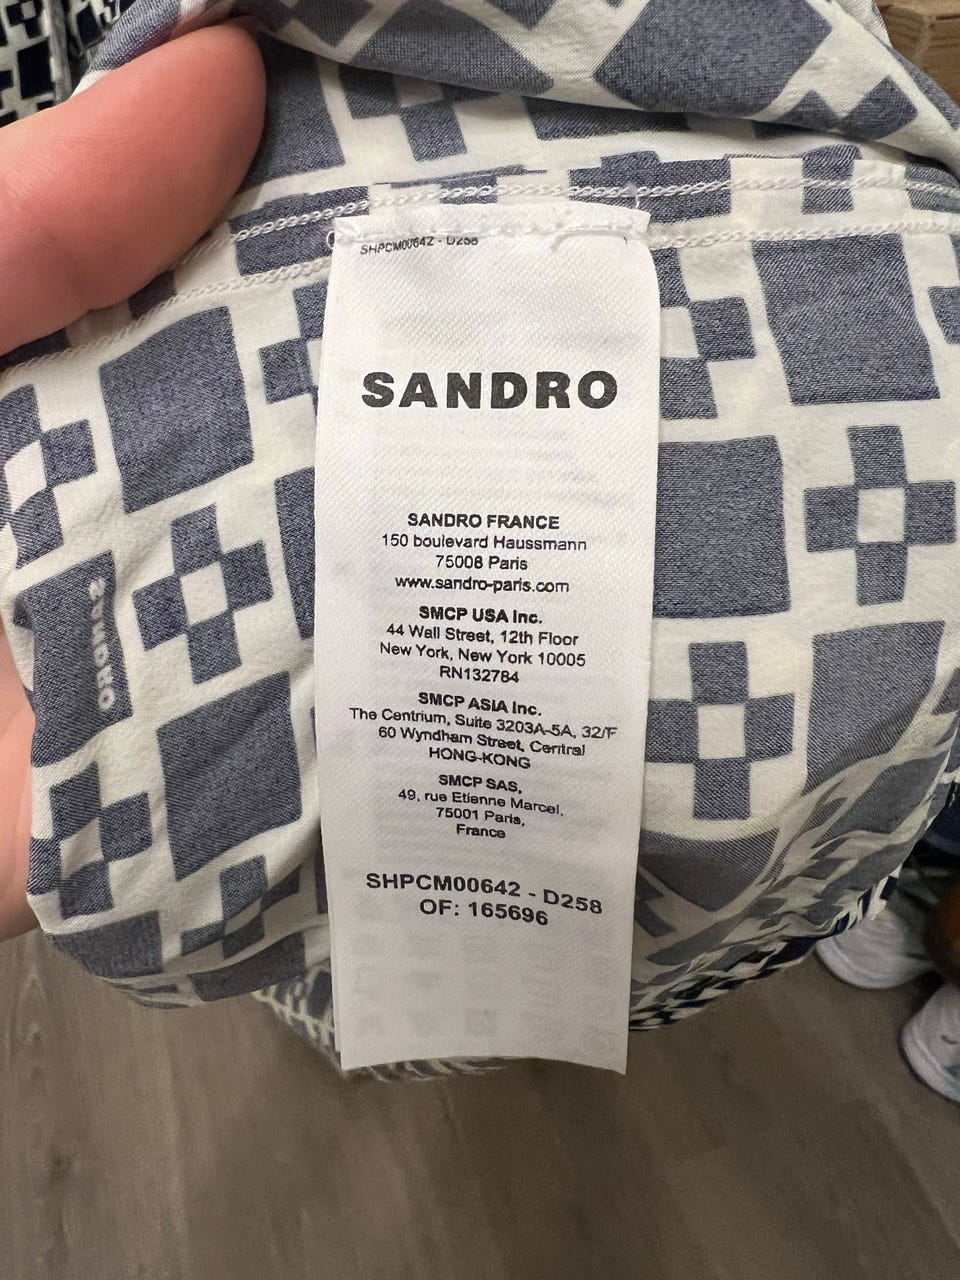 SHPCM00642 - D258
SANDRO
SANDRO FRANCE
150 boulevard Haussmann
75008 Paris
www.sandro-paris.com
SMCP USA Inc.
44 Wall Street, 12th Floor
New York, New York 10005
RN132784
SMCP ASIA Inc.
The Centrium, Suite 3203A-5A, 32/F
60 Wyndham Street, Central
HONG-KONG
SMCP SAS,
49, rue Etienne Marcel,
75001 Paris,
France
SHPCM00642 - D258
OF: 165696
SANDRO